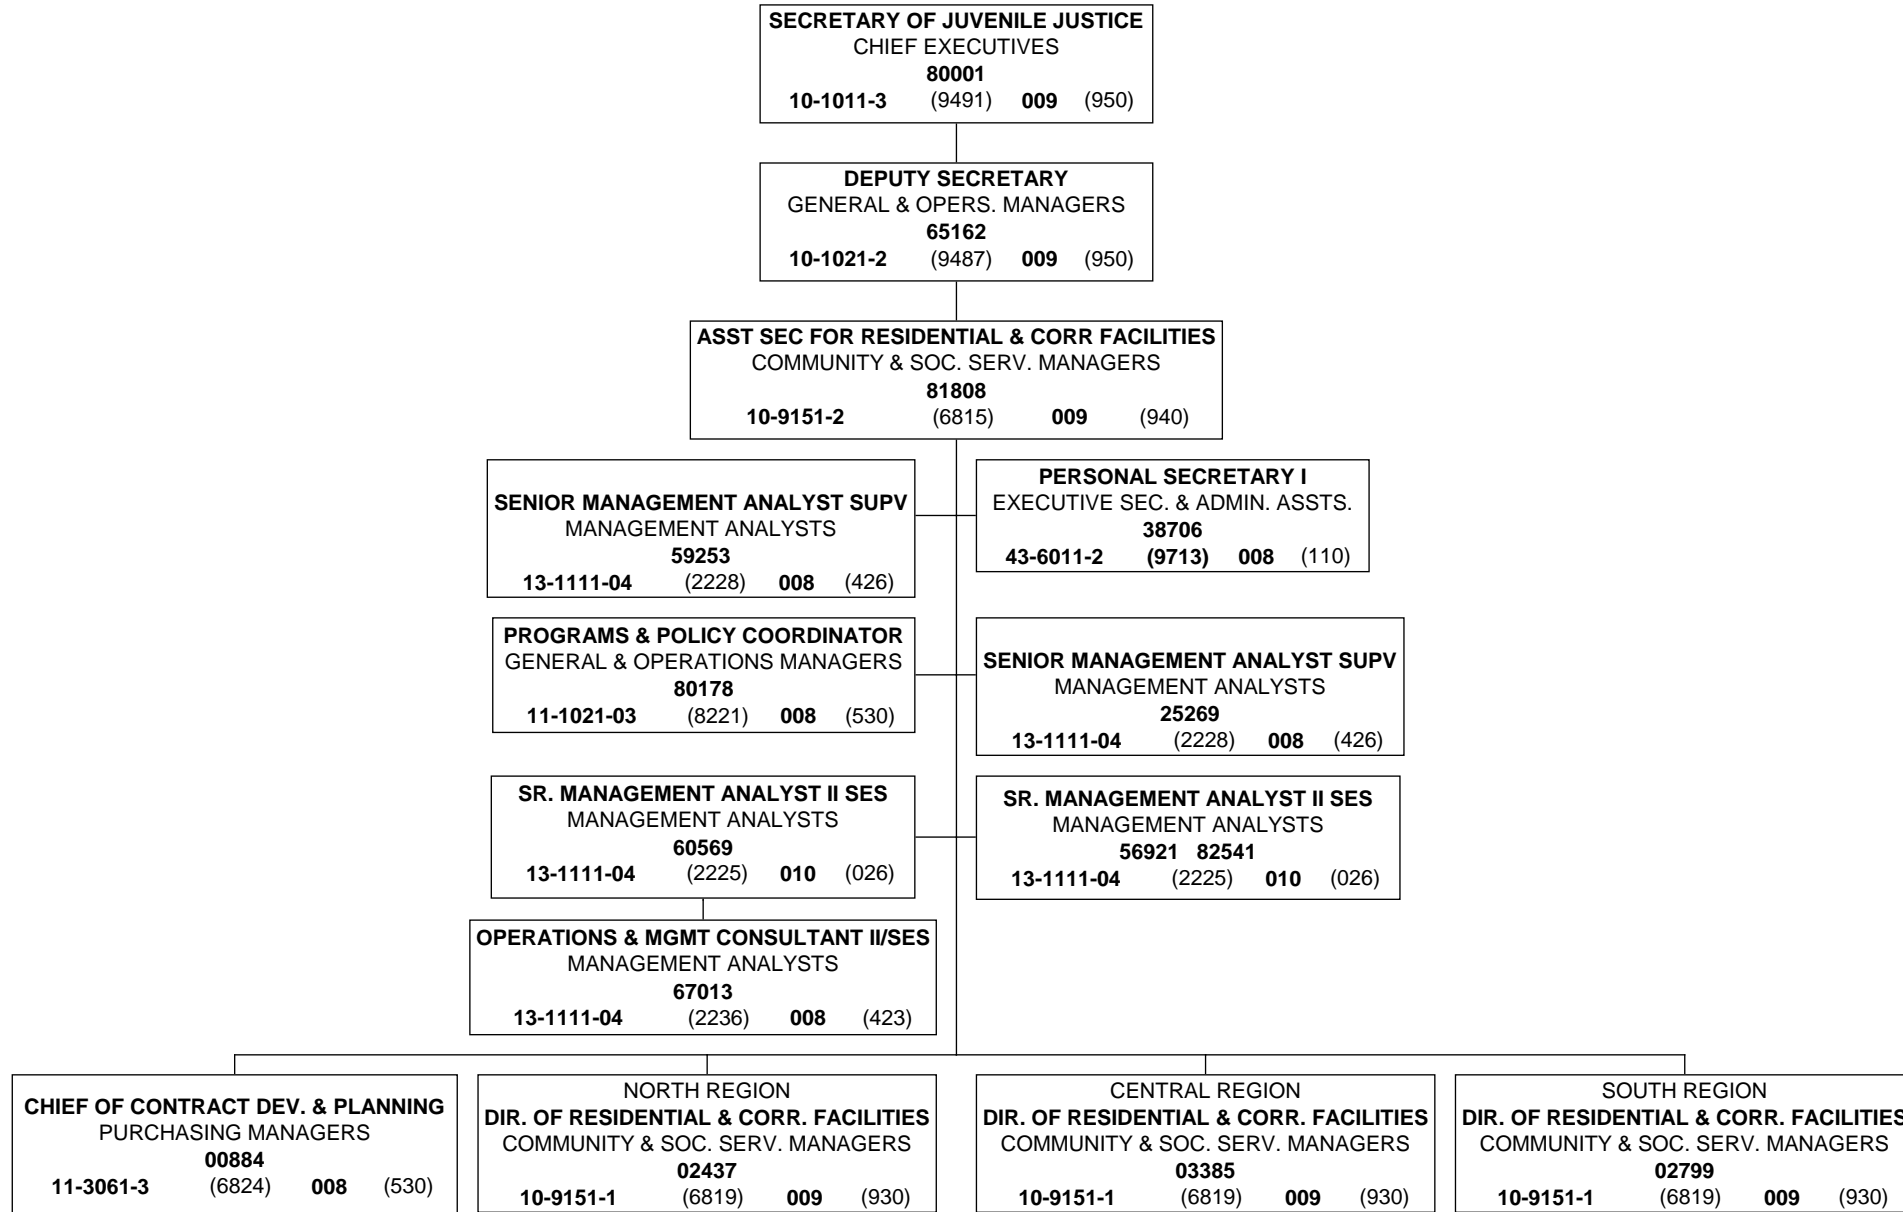 SECRETARY OF JUVENILE JUSTICE
CHIEF EXECUTIVES
80001
10-1011-3 (9491) 009 (950)
DEPUTY SECRETARY
GENERAL & OPERS. MANAGERS
65162
10-1021-2 (9487) 009 (950)
ASST SEC FOR RESIDENTIAL & CORR FACILITIES
COMMUNITY & SOC. SERV. MANAGERS
81808
10-9151-2 (6815) 009 (940)
SENIOR MANAGEMENT ANALYST SUPV
MANAGEMENT ANALYSTS
59253
13-1111-04 (2228) 008 (426)
PERSONAL SECRETARY I
EXECUTIVE SEC. & ADMIN. ASSTS.
38706
43-6011-2 (9713) 008 (110)
PROGRAMS & POLICY COORDINATOR
GENERAL & OPERATIONS MANAGERS
80178
11-1021-03 (8221) 008 (530)
SENIOR MANAGEMENT ANALYST SUPV
MANAGEMENT ANALYSTS
25269
13-1111-04 (2228) 008 (426)
SR. MANAGEMENT ANALYST II SES
MANAGEMENT ANALYSTS
60569
13-1111-04 (2225) 010 (026)
SR. MANAGEMENT ANALYST II SES
MANAGEMENT ANALYSTS
56921 82541
13-1111-04 (2225) 010 (026)
OPERATIONS & MGMT CONSULTANT II/SES
MANAGEMENT ANALYSTS
67013
13-1111-04 (2236) 008 (423)
CHIEF OF CONTRACT DEV. & PLANNING
PURCHASING MANAGERS
00884
11-3061-3 (6824) 008 (530)
NORTH REGION
DIR. OF RESIDENTIAL & CORR. FACILITIES
COMMUNITY & SOC. SERV. MANAGERS
02437
10-9151-1 (6819) 009 (930)
CENTRAL REGION
DIR. OF RESIDENTIAL & CORR. FACILITIES
COMMUNITY & SOC. SERV. MANAGERS
03385
10-9151-1 (6819) 009 (930)
SOUTH REGION
DIR. OF RESIDENTIAL & CORR. FACILITIES
COMMUNITY & SOC. SERV. MANAGERS
02799
10-9151-1 (6819) 009 (930)